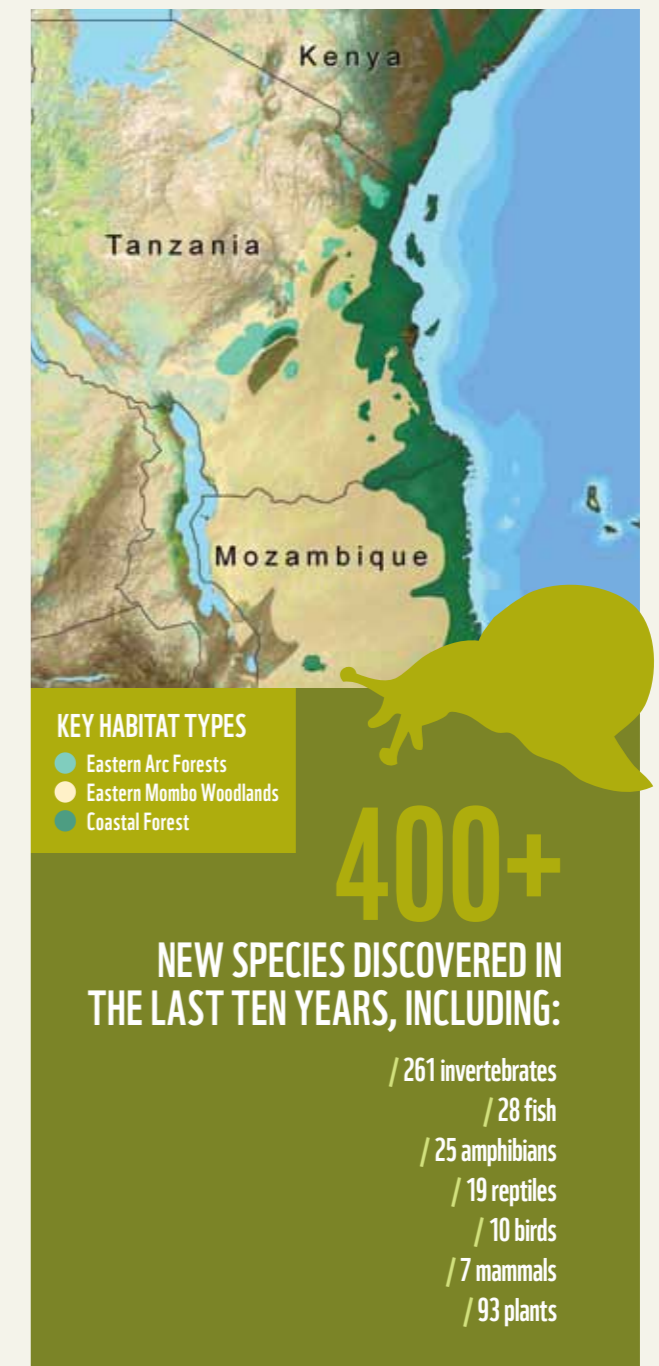 Kenya
Tanzania
Mozambique
KEY HABITAT TYPES
Eastern Arc Forests
Eastern Mombo Woodlands
Coastal Forest
400+
NEW SPECIES DISCOVERED IN
THE LAST TEN YEARS, INCLUDING:
/ 261 invertebrates
/ 28 fish
/ 25 amphibians
/ 19 reptiles
/ 10 birds
/ 7 mammals
/ 93 plants